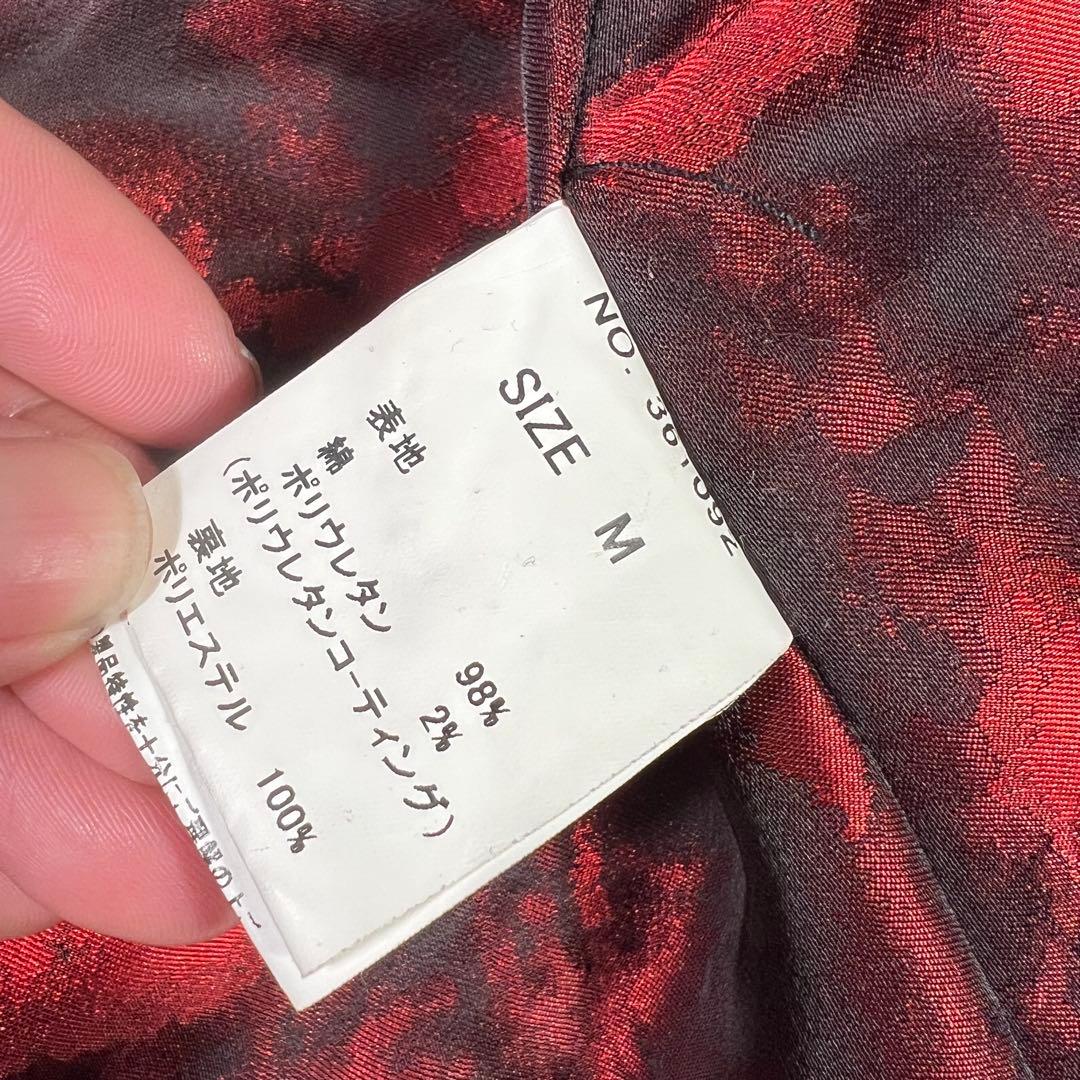 SIZE M
表地
綿 98%
ポリウレタン 2%
(ポリウレタンコーティング)
裏地
ポリエステル 100%